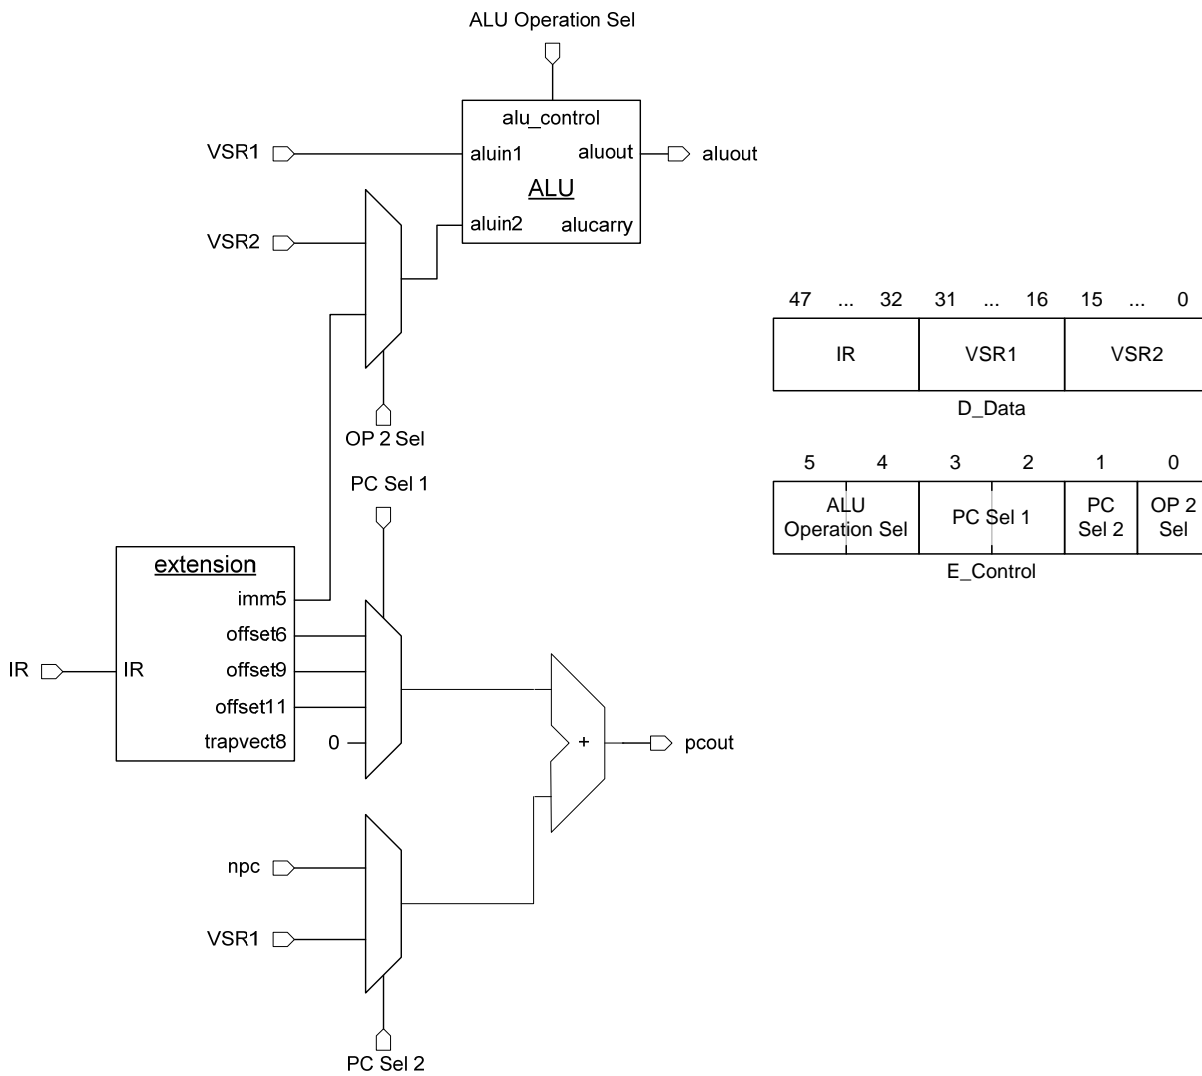 ALU Operation Sel
alu_control
VSR1
aluin1
aluout
aluout
ALU
aluin2
alucarry
VSR2
OP 2 Sel
PC Sel 1
extension
imm5
offset6
IR
IR
offset9
offset11
trapvect8
0
+
pcout
npc
VSR1
PC Sel 2
47 ... 32 31 ... 16 15 ... 0
IR VSR1 VSR2
D_Data
5 4 3 2 1 0
ALU
Operation Sel
PC Sel 1
PC
Sel 2
OP 2
Sel
E_Control